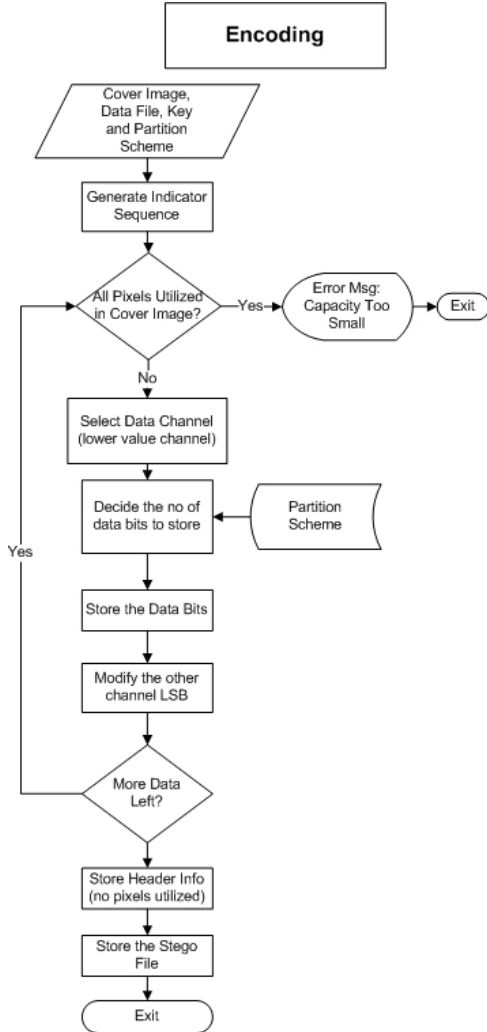 Encoding
Cover Image,
Data File, Key
and Partition
Scheme
Generate Indicator
Sequence
All Pixels Utilized
in Cover Image?
Yes
Error Msg:
Capacity Too
Small
Exit
No
Select Data Channel
(lower value channel)
Decide the no of
data bits to store
Partition
Scheme
Yes
Store the Data Bits
Modify the other
channel LSB
More Data
Left?
Store Header Info
(no pixels utilized)
Store the Stego
File
Exit